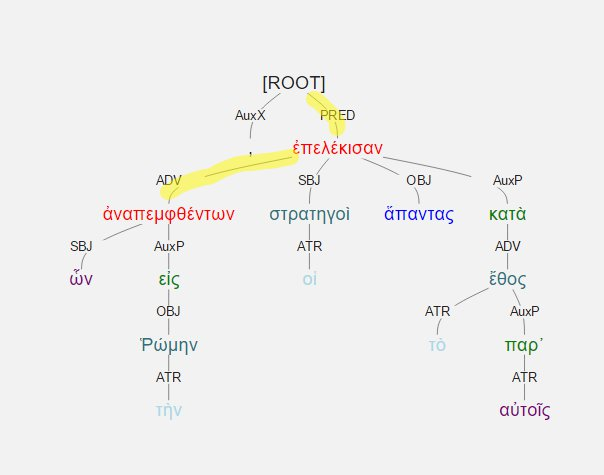 [ROOT]
AuxX PRED
, ἐπελέκισαν
ADV SBJ OBJ AuxP
ἀναπεμφθέντων στρατηγοὶ ἅπαντας κατὰ
SBJ AuxP ATR ADV
ὧν εἰς οἱ ἔθος
OBJ ATR AuxP
Ῥώμην τὸ παρ’
ATR ATR
τὴν αὐτοῖς